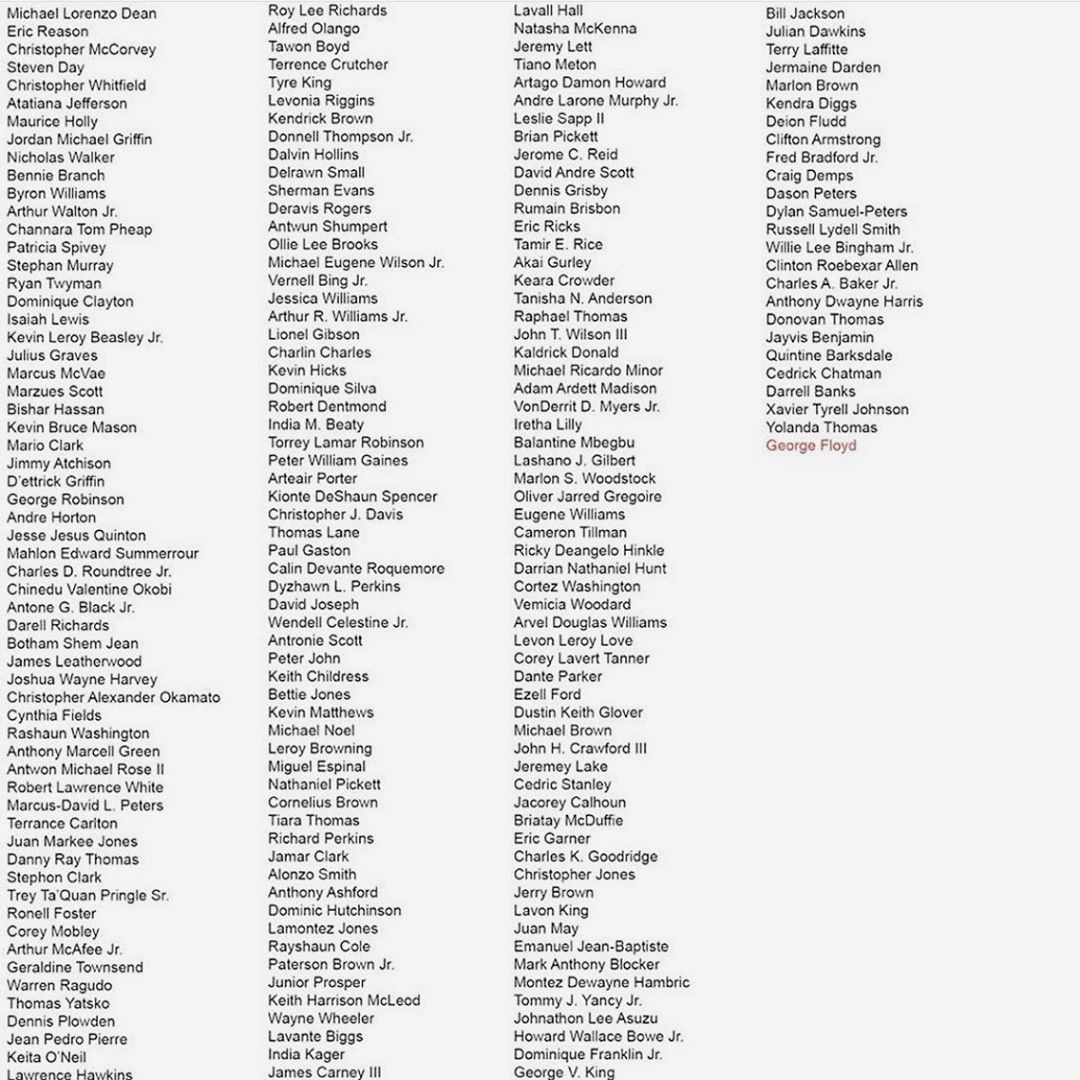 Michael Lorenzo Dean
Eric Reason
Christopher McCorvey
Steven Day
Christopher Whitfield
Atatiana Jefferson
Maurice Holly
Jordan Michael Griffin
Nicholas Walker
Bennie Branch
Byron Williams
Arthur Walton Jr.
Channara Tom Pheap
Patricia Spivey
Stephan Murray
Ryan Twyman
Dominique Clayton
Isaiah Lewis
Kevin Leroy Beasley Jr.
Julius Graves
Marcus McVae
Marzues Scott
Bishar Hassan
Kevin Bruce Mason
Mario Clark
Jimmy Atchison
D'ettrick Griffin
George Robinson
Andre Horton
Jesse Jesus Quinton
Mahlon Edward Summerrour
Charles D. Roundtree Jr.
Chinedu Valentine Okobi
Antone G. Black Jr.
Darell Richards
Botham Shem Jean
James Leatherwood
Joshua Wayne Harvey
Christopher Alexander Okamato
Cynthia Fields
Rashaun Washington
Anthony Marcell Green
Antwon Michael Rose II
Robert Lawrence White
Marcus-David L. Peters
Terrance Carlton
Juan Markee Jones
Danny Ray Thomas
Stephon Clark
Trey Ta'Quan Pringle Sr.
Ronell Foster
Corey Mobley
Arthur McAfee Jr.
Geraldine Townsend
Warren Ragudo
Thomas Yatsko
Dennis Plowden
Jean Pedro Pierre
Keita O'Neil
Lawrence Hawkins
Roy Lee Richards
Alfred Olango
Tawon Boyd
Terrence Crutcher
Tyre King
Levonia Riggins
Kendrick Brown
Donnell Thompson Jr.
Dalvin Hollins
Delrawn Small
Sherman Evans
Deravis Rogers
Antwun Shumpert
Ollie Lee Brooks
Michael Eugene Wilson Jr.
Vernell Bing Jr.
Jessica Williams
Arthur R. Williams Jr.
Lionel Gibson
Charlin Charles
Kevin Hicks
Dominique Silva
Robert Dentmond
India M. Beaty
Torrey Lamar Robinson
Peter William Gaines
Arteair Porter
Kionte DeShaun Spencer
Christopher J. Davis
Thomas Lane
Paul Gaston
Calin Devante Roquemore
Dyzhawn L. Perkins
David Joseph
Wendell Celestine Jr.
Antronie Scott
Peter John
Keith Childress
Bettie Jones
Kevin Matthews
Michael Noel
Leroy Browning
Miguel Espinal
Nathaniel Pickett
Cornelius Brown
Tiara Thomas
Richard Perkins
Jamar Clark
Alonzo Smith
Anthony Ashford
Dominic Hutchinson
Lamontez Jones
Rayshaun Cole
Paterson Brown Jr.
Junior Prosper
Keith Harrison McLeod
Wayne Wheeler
Lavante Biggs
India Kager
James Carney III
Lavall Hall
Natasha McKenna
Jeremy Lett
Tiano Meton
Artago Damon Howard
Andre Larone Murphy Jr.
Leslie Sapp II
Brian Pickett
Jerome C. Reid
David Andre Scott
Dennis Grisby
Rumain Brisbon
Eric Ricks
Tamir E. Rice
Akai Gurley
Keara Crowder
Tanisha N. Anderson
Raphael Thomas
John T. Wilson III
Kaldrick Donald
Michael Ricardo Minor
Adam Ardett Madison
VonDerrit D. Myers Jr.
Iretha Lilly
Balantine Mbegbu
Lashano J. Gilbert
Marlon S. Woodstock
Oliver Jarred Gregoire
Eugene Williams
Cameron Tillman
Ricky Deangelo Hinkle
Darrian Nathaniel Hunt
Cortez Washington
Vemicia Woodard
Arvel Douglas Williams
Levon Leroy Love
Corey Lavert Tanner
Dante Parker
Ezell Ford
Dustin Keith Glover
Michael Brown
John H. Crawford III
Jeremey Lake
Cedric Stanley
Jacorey Calhoun
Briatay McDuffie
Eric Garner
Charles K. Goodridge
Christopher Jones
Jerry Brown
Lavon King
Juan May
Emanuel Jean-Baptiste
Mark Anthony Blocker
Montez Dewayne Hambric
Tommy J. Yancy Jr.
Johnathon Lee Asuzu
Howard Wallace Bowe Jr.
Dominique Franklin Jr.
George V. King
Bill Jackson
Julian Dawkins
Terry Laffitte
Jermaine Darden
Marlon Brown
Kendra Diggs
Deion Fludd
Clifton Armstrong
Fred Bradford Jr.
Craig Demps
Dason Peters
Dylan Samuel-Peters
Russell Lydell Smith
Willie Lee Bingham Jr.
Clinton Roebexar Allen
Charles A. Baker Jr.
Anthony Dwayne Harris
Donovan Thomas
Jayvis Benjamin
Quintine Barksdale
Cedrick Chatman
Darrell Banks
Xavier Tyrell Johnson
Yolanda Thomas
George Floyd